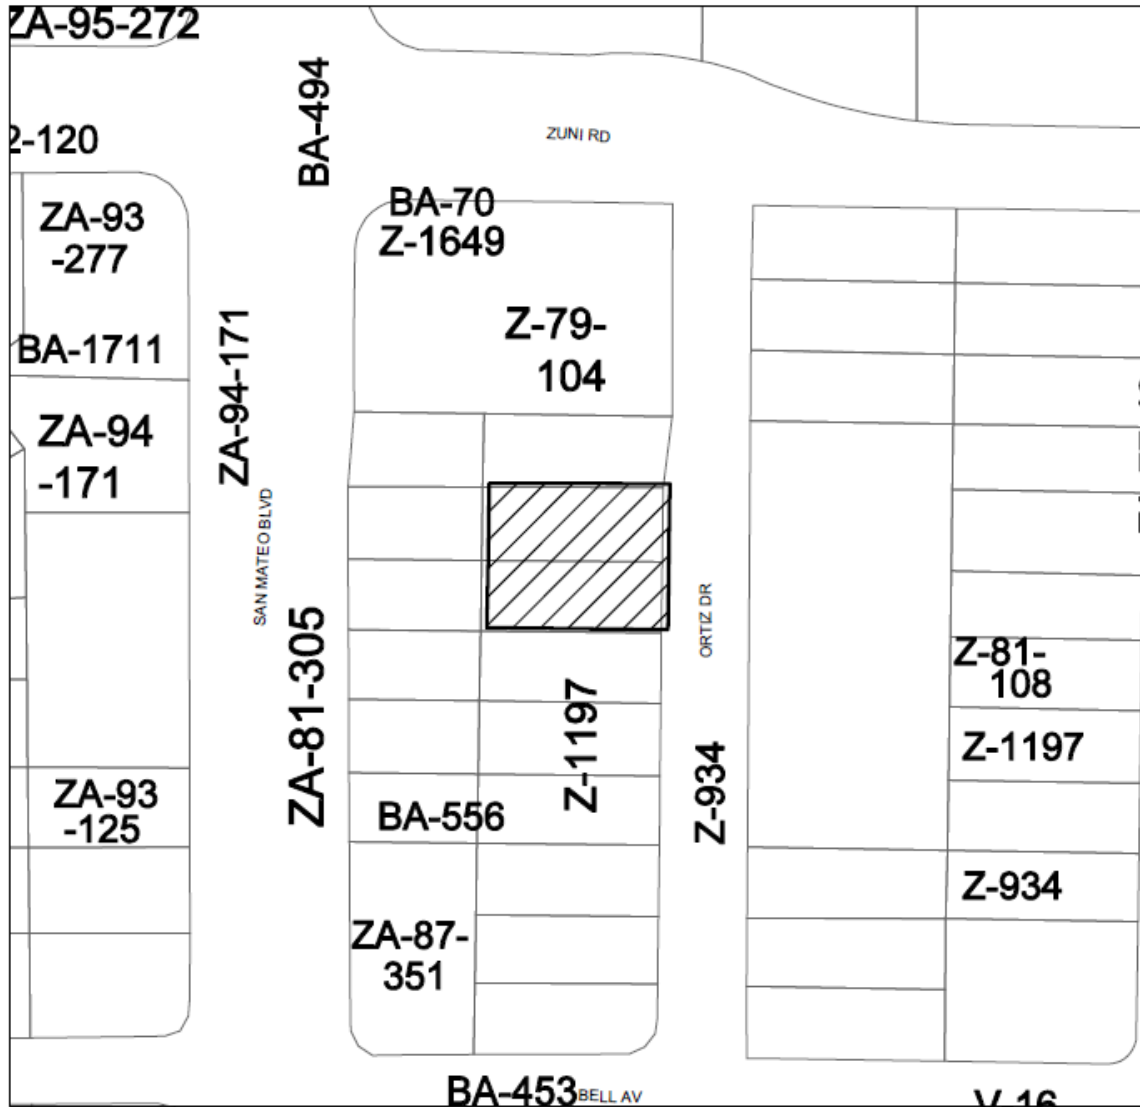 ZA-95-272
BA-494
2-120
ZUNI RD
ZA-93
-277
BA-70
Z-1649
BA-1711
ZA-94-171
Z-79-
104
ZA-94
-171
SAN MATEO BLVD
ORTIZ DR
ZA-81-305
Z-1197
Z-934
Z-81-
108
Z-1197
ZA-93
-125
BA-556
Z-934
ZA-87-
351
BA-453
BELL AV
V-16